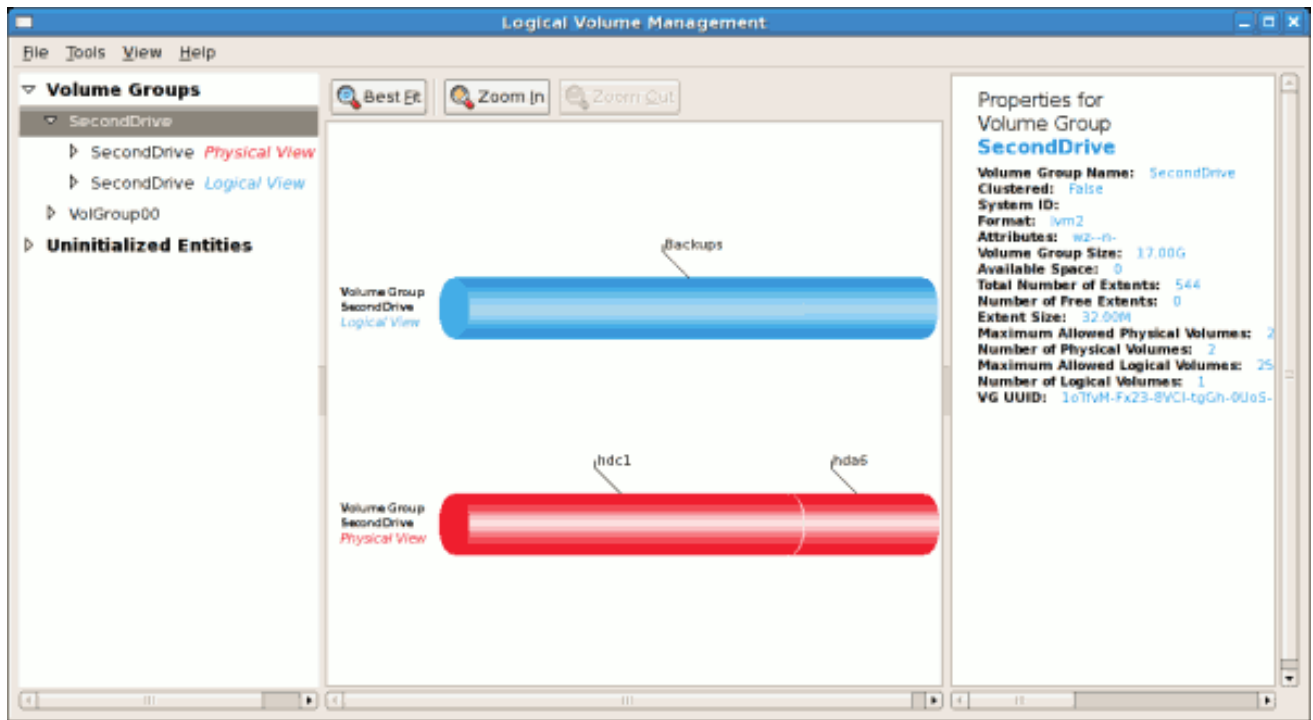 Logical Volume Management
File Tools View Help
Volume Groups
SecondDrive
SecondDrive Physical View
SecondDrive Logical View
VolGroup00
Uninitialized Entities
Best Fit Zoom In Zoom Out
Backups
Volume Group
SecondDrive
Logical View
hdc1 hda6
Volume Group
SecondDrive
Physical View
Properties for
Volume Group
SecondDrive
Volume Group Name: SecondDrive
Clustered: False
System ID:
Format: lvm2
Attributes: wz--n-
Volume Group Size: 17.00G
Available Space: 0
Total Number of Extents: 544
Number of Free Extents: 0
Extent Size: 32.00M
Maximum Allowed Physical Volumes: 2
Number of Physical Volumes: 2
Maximum Allowed Logical Volumes: 25
Number of Logical Volumes: 1
VG UUID: